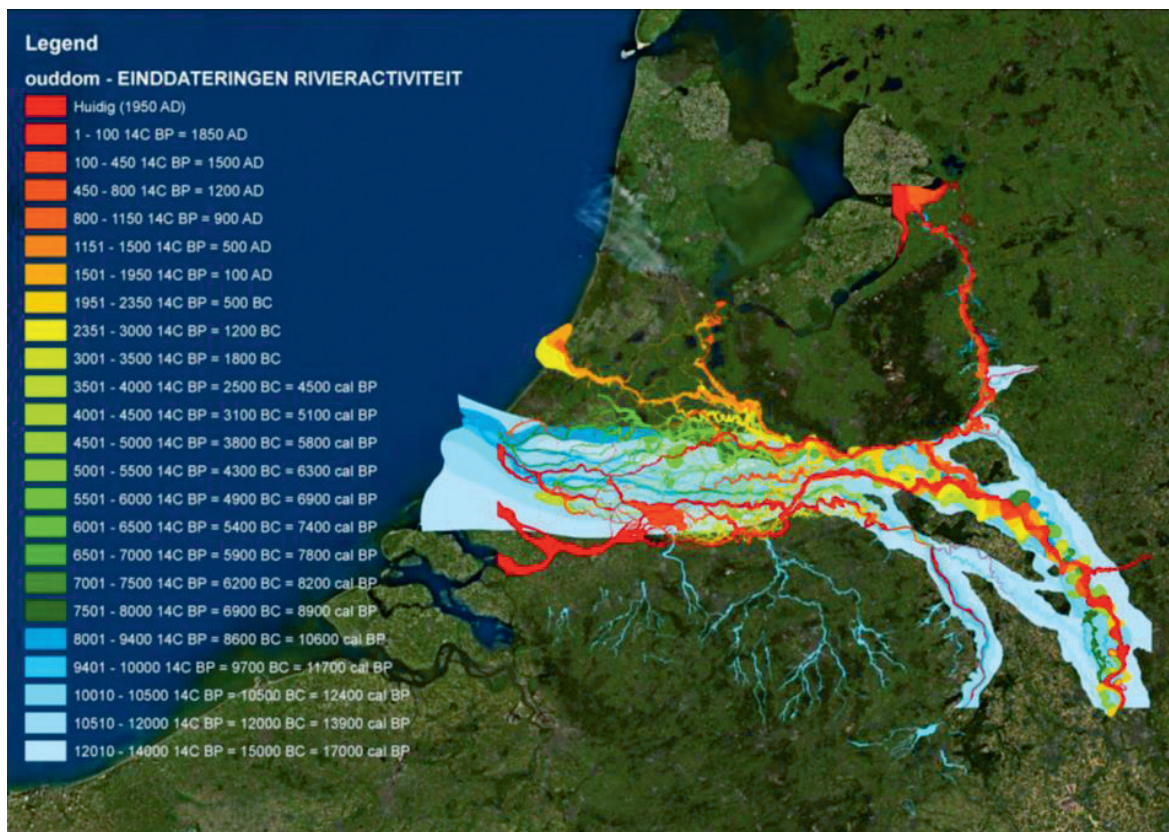 Legend
ouddom - EINDDATERINGEN RIVIERACTIVITEIT
Huidig (1950 AD)
1 - 100 14C BP = 1850 AD
100 - 450 14C BP = 1500 AD
450 - 800 14C BP = 1200 AD
800 - 1150 14C BP = 900 AD
1151 - 1500 14C BP = 500 AD
1501 - 1950 14C BP = 100 AD
1951 - 2350 14C BP = 500 BC
2351 - 3000 14C BP = 1200 BC
3001 - 3500 14C BP = 1800 BC
3501 - 4000 14C BP = 2500 BC = 4500 cal BP
4001 - 4500 14C BP = 3100 BC = 5100 cal BP
4501 - 5000 14C BP = 3800 BC = 5800 cal BP
5001 - 5500 14C BP = 4300 BC = 6300 cal BP
5501 - 6000 14C BP = 4900 BC = 6900 cal BP
6001 - 6500 14C BP = 5400 BC = 7400 cal BP
6501 - 7000 14C BP = 5900 BC = 7800 cal BP
7001 - 7500 14C BP = 6200 BC = 8200 cal BP
7501 - 8000 14C BP = 6900 BC = 8900 cal BP
8001 - 9400 14C BP = 8600 BC = 10600 cal BP
9401 - 10000 14C BP = 9700 BC = 11700 cal BP
10010 - 10500 14C BP = 10500 BC = 12400 cal BP
10510 - 12000 14C BP = 12000 BC = 13900 cal BP
12010 - 14000 14C BP = 15000 BC = 17000 cal BP